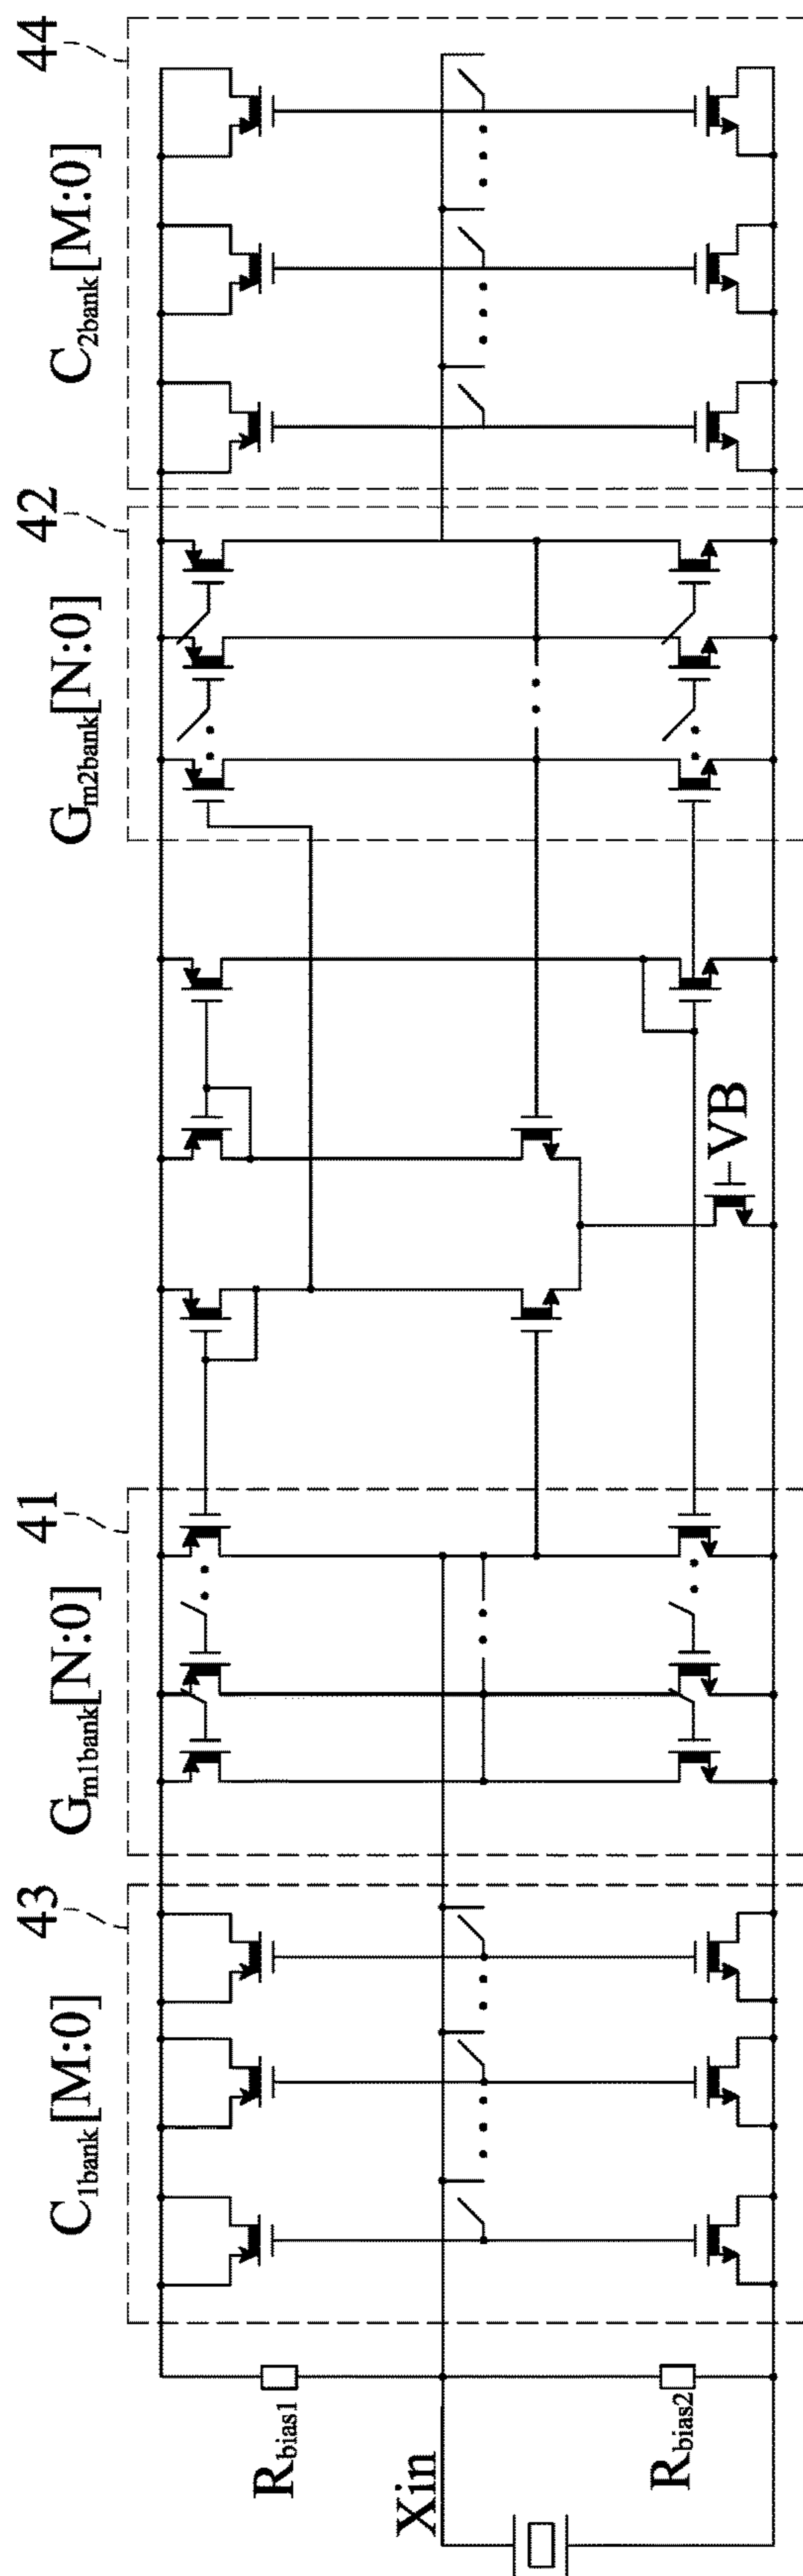 44
C2bank[M:0]
42
Gm2bank[N:0]
VB
41
Gm1bank[N:0]
43
C1bank[M:0]
Rbias1
Xin
Rbias2